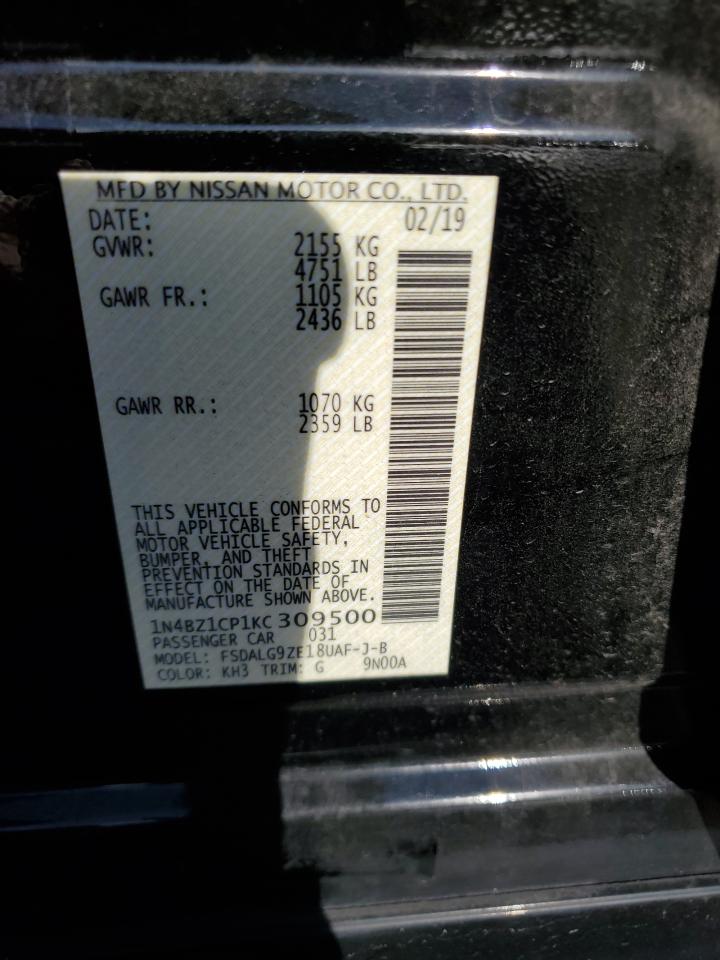 MFD BY NISSAN MOTOR CO., LTD.
DATE: 02/19
GVWR: 2155 KG
4751 LB
GAWR FR.: 1105 KG
2436 LB
GAWR RR.: 1070 KG
2359 LB
THIS VEHICLE CONFORMS TO
ALL APPLICABLE FEDERAL
MOTOR VEHICLE SAFETY,
BUMPER, AND THEFT
PREVENTION STANDARDS IN
EFFECT ON THE DATE OF
MANUFACTURE SHOWN ABOVE.
1N4BZ1CP1KC309500
PASSENGER CAR 031
MODEL: FSDALG9ZE18UAF-J-B
COLOR: KH3 TRIM: G 9N00A